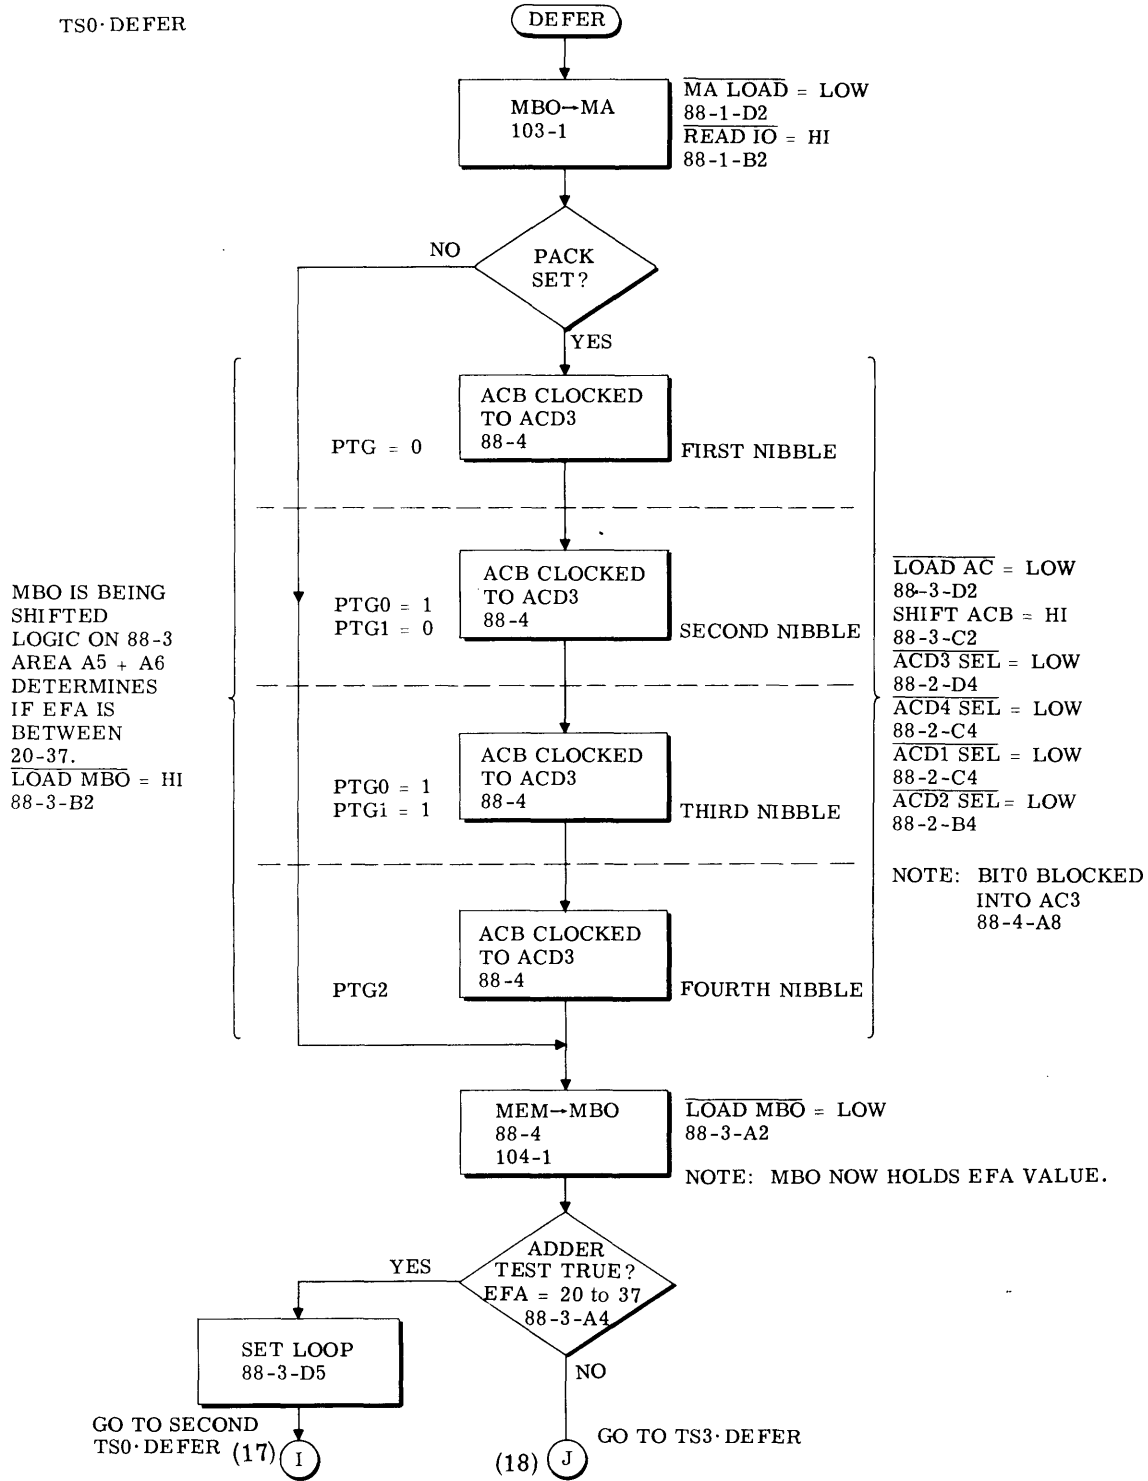 TS0·DEFER
DEFER
MBO→MA
103-1
MA LOAD = LOW
88-1-D2
READ IO = HI
88-1-B2
NO
PACK
SET?
YES
ACB CLOCKED
TO ACD3
88-4
PTG = 0
FIRST NIBBLE
ACB CLOCKED
TO ACD3
88-4
PTG0 = 1
PTG1 = 0
SECOND NIBBLE
MBO IS BEING
SHIFTED
LOGIC ON 88-3
AREA A5 + A6
DETERMINES
IF EFA IS
BETWEEN
20-37.
LOAD MBO = HI
88-3-B2
LOAD AC = LOW
88-3-D2
SHIFT ACB = HI
88-3-C2
ACD3 SEL = LOW
88-2-D4
ACD4 SEL = LOW
88-2-C4
ACD1 SEL = LOW
88-2-C4
ACD2 SEL = LOW
88-2-B4
ACB CLOCKED
TO ACD3
88-4
PTG0 = 1
PTG1 = 1
THIRD NIBBLE
NOTE: BIT0 BLOCKED
INTO AC3
88-4-A8
ACB CLOCKED
TO ACD3
88-4
PTG2
FOURTH NIBBLE
MEM→MBO
88-4
104-1
LOAD MBO = LOW
88-3-A2
NOTE: MBO NOW HOLDS EFA VALUE.
YES
ADDER
TEST TRUE?
EFA = 20 to 37
88-3-A4
SET LOOP
88-3-D5
NO
GO TO SECOND
TS0·DEFER (17) I
GO TO TS3·DEFER
(18) J